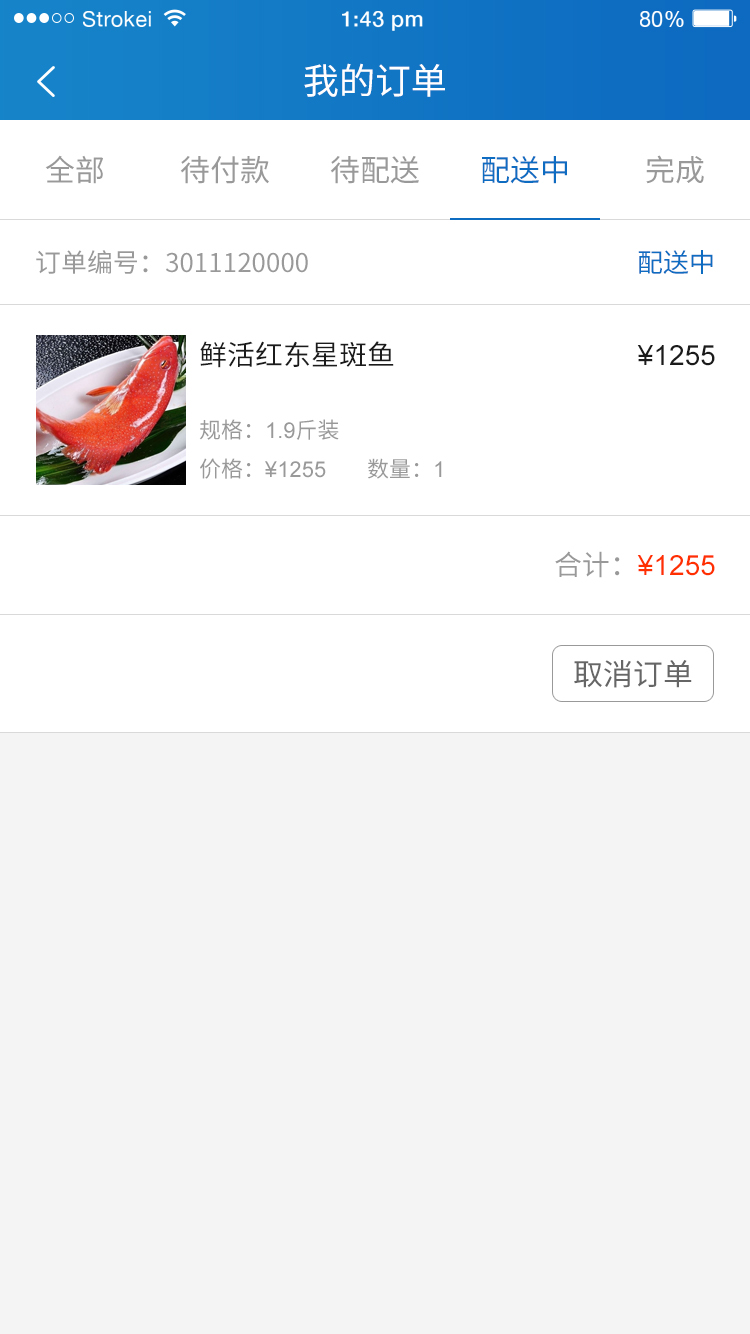 Strokei 1:43 pm 80%
我的订单
全部 待付款 待配送 配送中 完成
订单编号：3011120000 配送中
鲜活红东星斑鱼 ¥1255
规格：1.9斤装
价格：¥1255 数量：1
合计：¥1255
取消订单